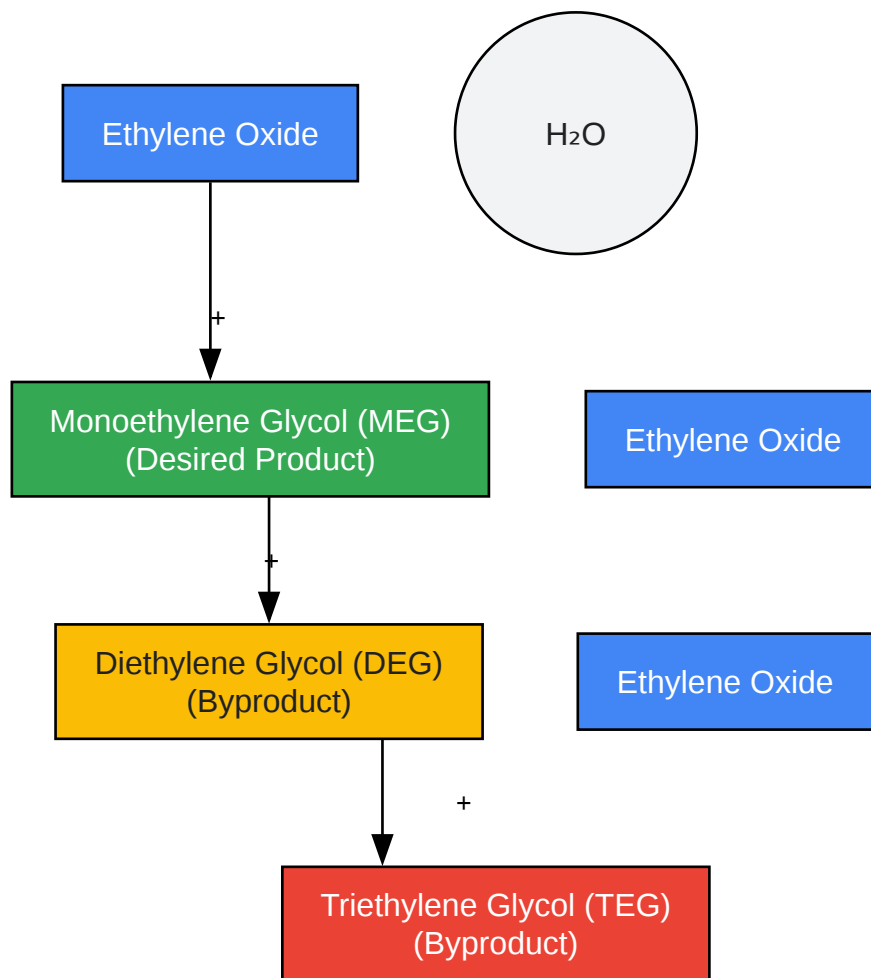 Ethylene Oxide
H₂O
+
Monoethylene Glycol (MEG)
(Desired Product)
Ethylene Oxide
+
Diethylene Glycol (DEG)
(Byproduct)
Ethylene Oxide
+
Triethylene Glycol (TEG)
(Byproduct)